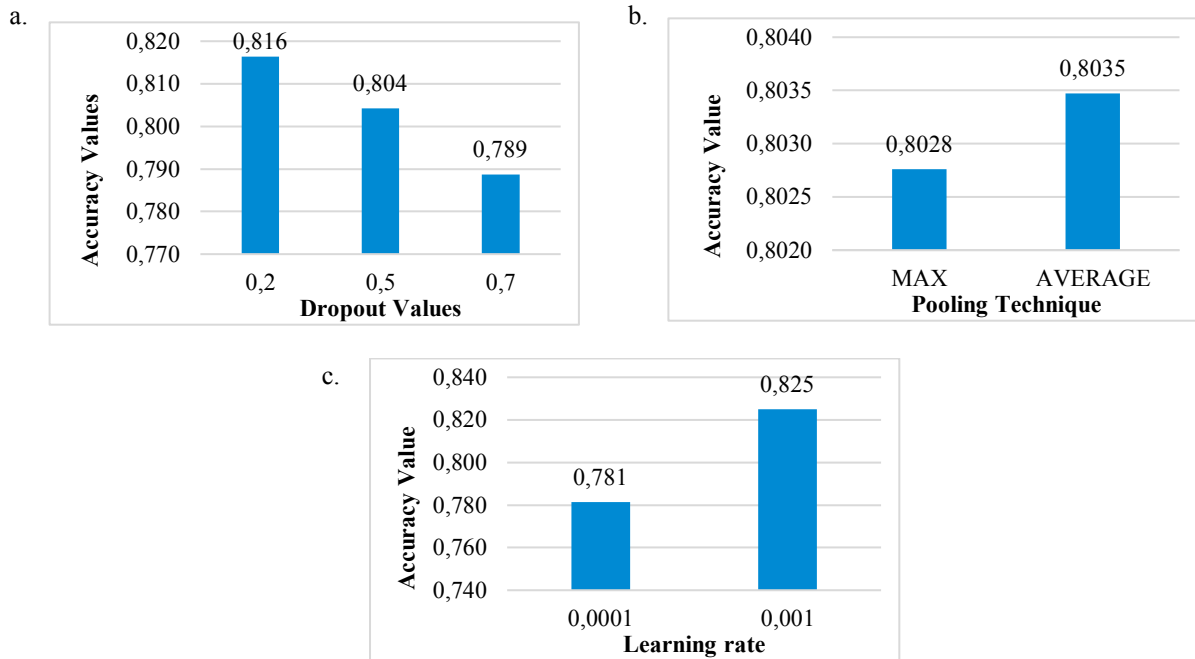 a.
0,820
0,810
0,800
0,790
0,780
0,770
Accuracy Values
0,816
0,804
0,789
0,2 0,5 0,7
Dropout Values
b.
0,8040
0,8035
0,8030
0,8025
0,8020
Accuracy Value
0,8028
0,8035
MAX AVERAGE
Pooling Technique
c.
0,840
0,820
0,800
0,780
0,760
0,740
Accuracy Value
0,781
0,825
0,0001 0,001
Learning rate